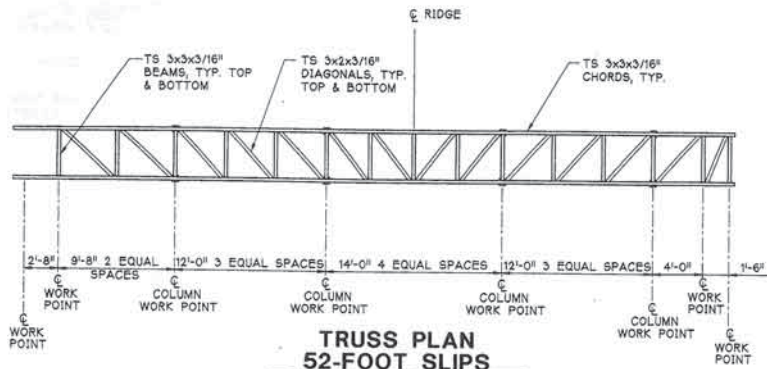 ℄ RIDGE
TS 3x3x3/16"
BEAMS, TYP. TOP
& BOTTOM
TS 3x2x3/16"
DIAGONALS, TYP.
TOP & BOTTOM
TS 3x3x3/16"
CHORDS, TYP.
2'-8" 9'-8" 2 EQUAL SPACES 12'-0" 3 EQUAL SPACES 14'-0" 4 EQUAL SPACES 12'-0" 3 EQUAL SPACES 4'-0" 1'-6"
℄
WORK
POINT
℄
WORK
POINT
℄
COLUMN
WORK POINT
℄
COLUMN
WORK POINT
℄
COLUMN
WORK POINT
℄
COLUMN
WORK POINT
℄
WORK
POINT
℄
WORK
POINT
TRUSS PLAN
52-FOOT SLIPS